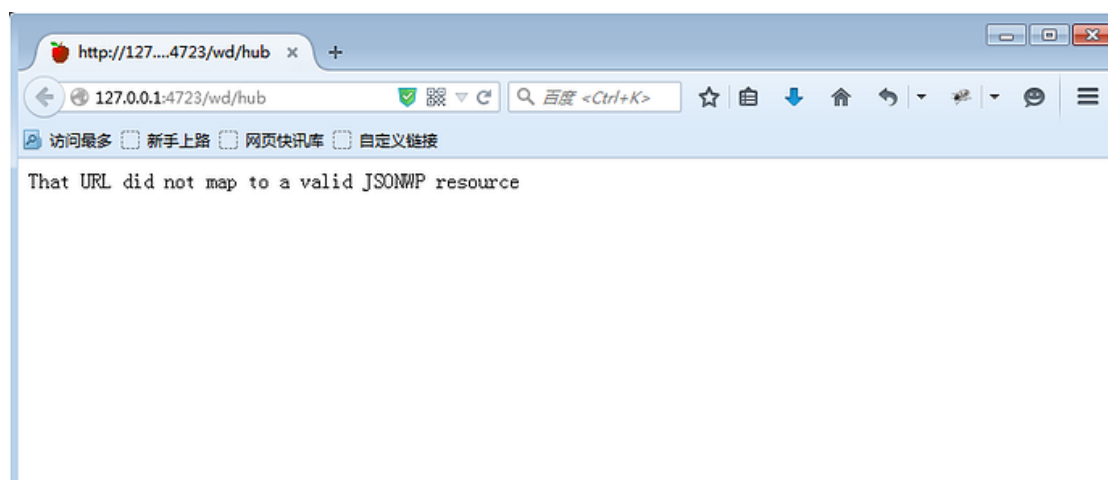 http://127....4723/wd/hub
127.0.0.1:4723/wd/hub
百度 <Ctrl+K>
访问最多 新手上路 网页快讯库 自定义链接
That URL did not map to a valid JSONWP resource